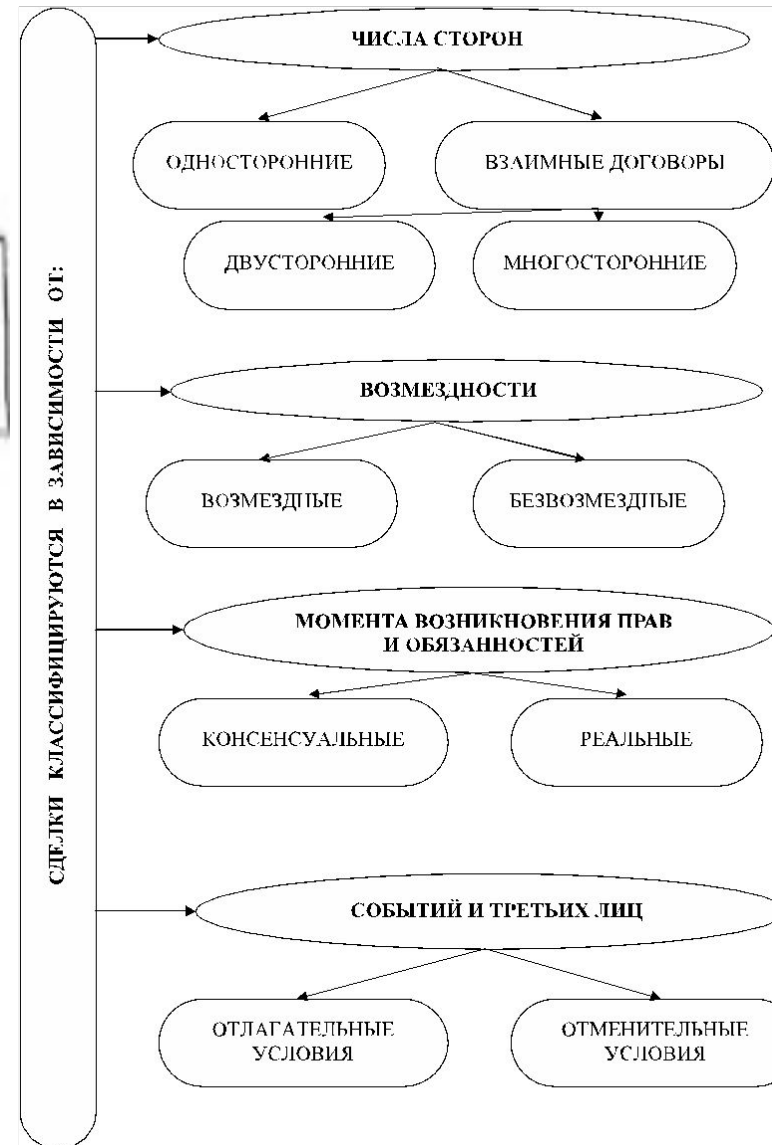 СДЕЛКИ КЛАССИФИЦИРУЮТСЯ В ЗАВИСИМОСТИ ОТ:
ЧИСЛА СТОРОН
ОДНОСТОРОННИЕ
ВЗАИМНЫЕ ДОГОВОРЫ
ДВУСТОРОННИЕ
МНОГОСТОРОННИЕ
ВОЗМЕЗДНОСТИ
ВОЗМЕЗДНЫЕ
БЕЗВОЗМЕЗДНЫЕ
МОМЕНТА ВОЗНИКНОВЕНИЯ ПРАВ
И ОБЯЗАННОСТЕЙ
КОНСЕНСУАЛЬНЫЕ
РЕАЛЬНЫЕ
СОБЫТИЙ И ТРЕТЬИХ ЛИЦ
ОТЛАГАТЕЛЬНЫЕ
УСЛОВИЯ
ОТМЕНИТЕЛЬНЫЕ
УСЛОВИЯ